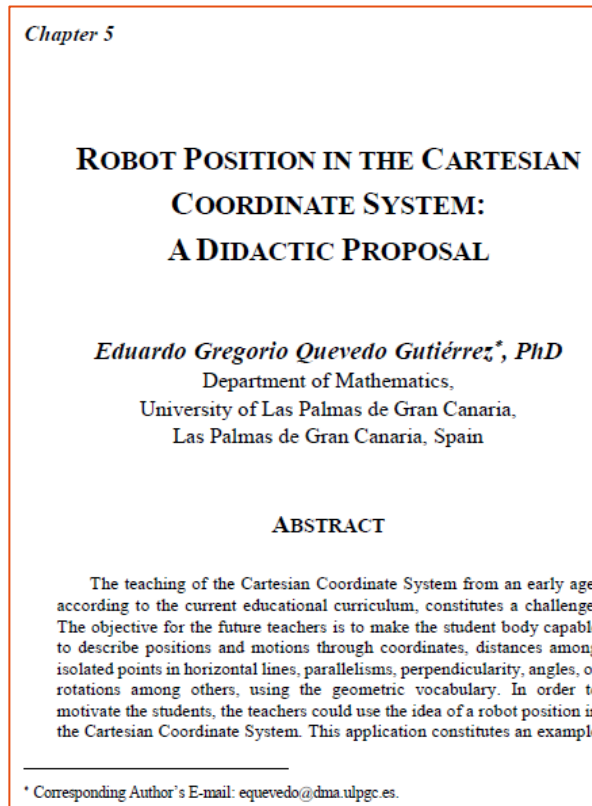 Chapter 5
ROBOT POSITION IN THE CARTESIAN
COORDINATE SYSTEM:
A DIDACTIC PROPOSAL
Eduardo Gregorio Quevedo Gutiérrez*, PhD
Department of Mathematics,
University of Las Palmas de Gran Canaria,
Las Palmas de Gran Canaria, Spain
ABSTRACT
The teaching of the Cartesian Coordinate System from an early age
according to the current educational curriculum, constitutes a challenge
The objective for the future teachers is to make the student body capable
to describe positions and motions through coordinates, distances among
isolated points in horizontal lines, parallelisms, perpendicularity, angles,
rotations among others, using the geometric vocabulary. In order
motivate the students, the teachers could use the idea of a robot position
the Cartesian Coordinate System. This application constitutes an example
* Corresponding Author's E-mail: equevedo@dma.ulpgc.es.